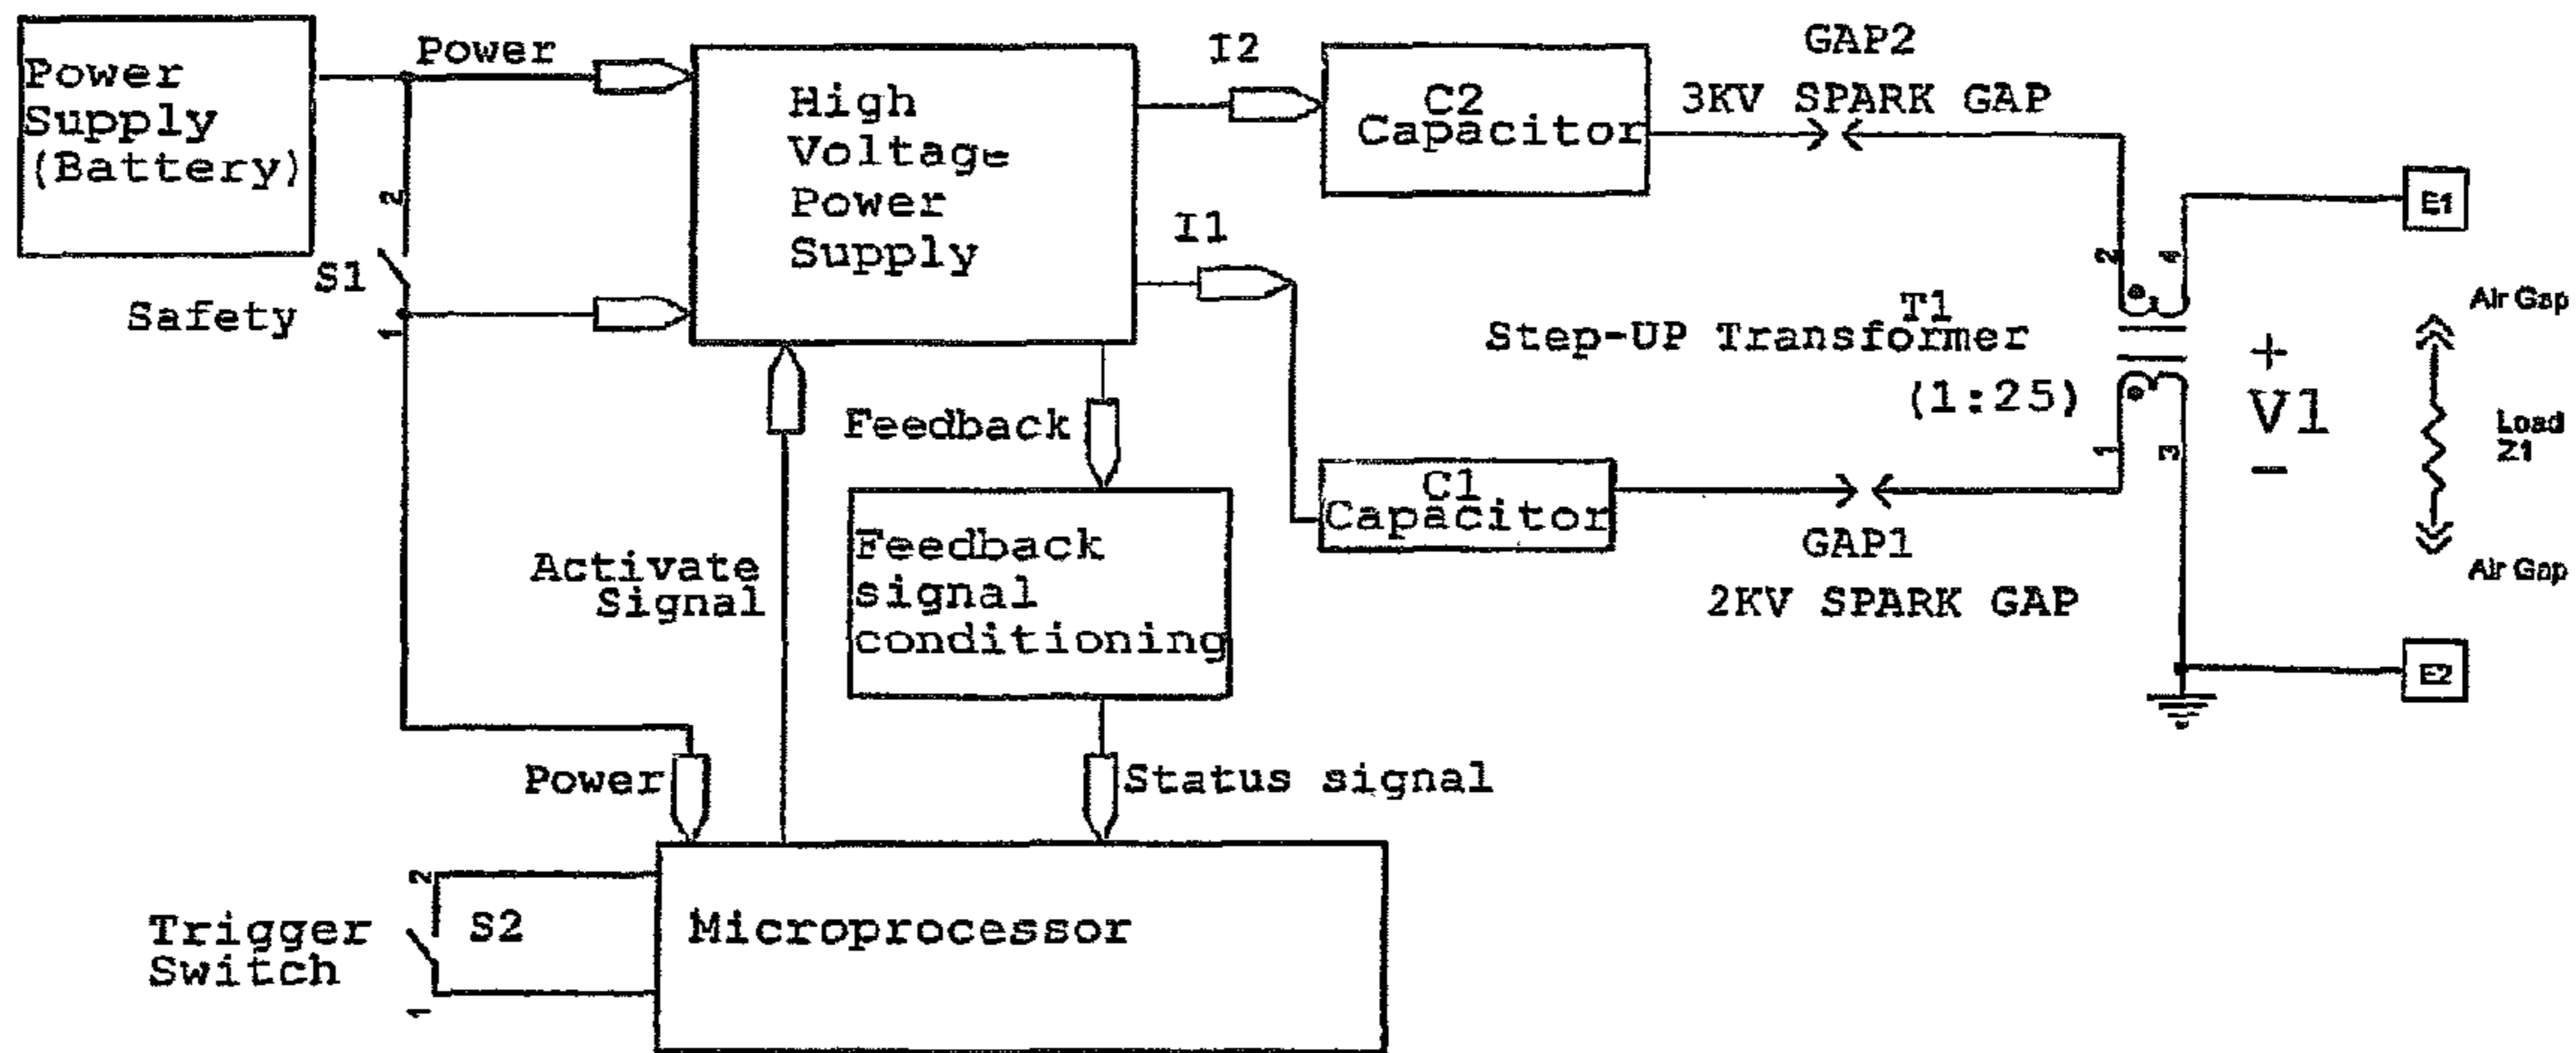 Power
Supply
(Battery)
Power
2
S1
Safety
1
High
Voltage
Power
Supply
I2
I1
C2
Capacitor
GAP2
3KV SPARK GAP
E1
2
4
T1
Step-UP Transformer
(1:25)
+
V1
-
Air Gap
Load
Z1
Air Gap
1
3
C1
Capacitor
GAP1
2KV SPARK GAP
E2
Feedback
Activate
Signal
Feedback
signal
conditioning
Power
Status signal
2
Trigger
Switch
S2
1
Microprocessor